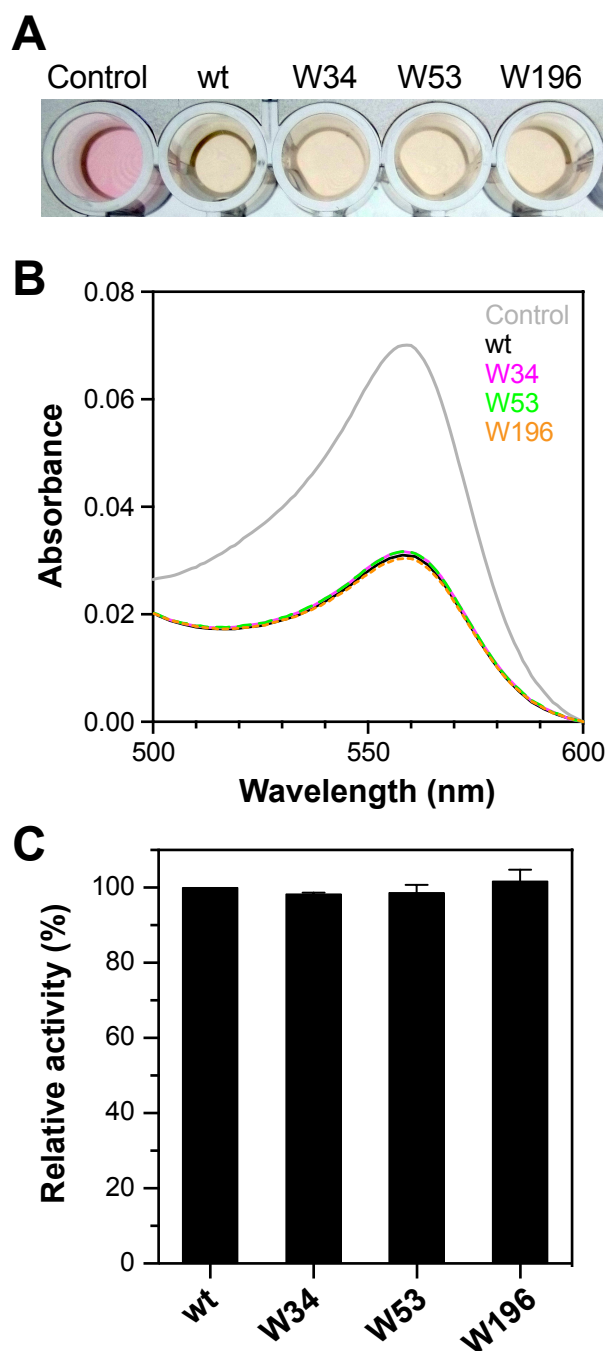 A
Control wt W34 W53 W196
B
0.08
0.06
0.04
0.02
0.00
Absorbance
Control
wt
W34
W53
W196
500 550 600
Wavelength (nm)
C
100
80
60
40
20
0
Relative activity (%)
wt W34 W53 W196